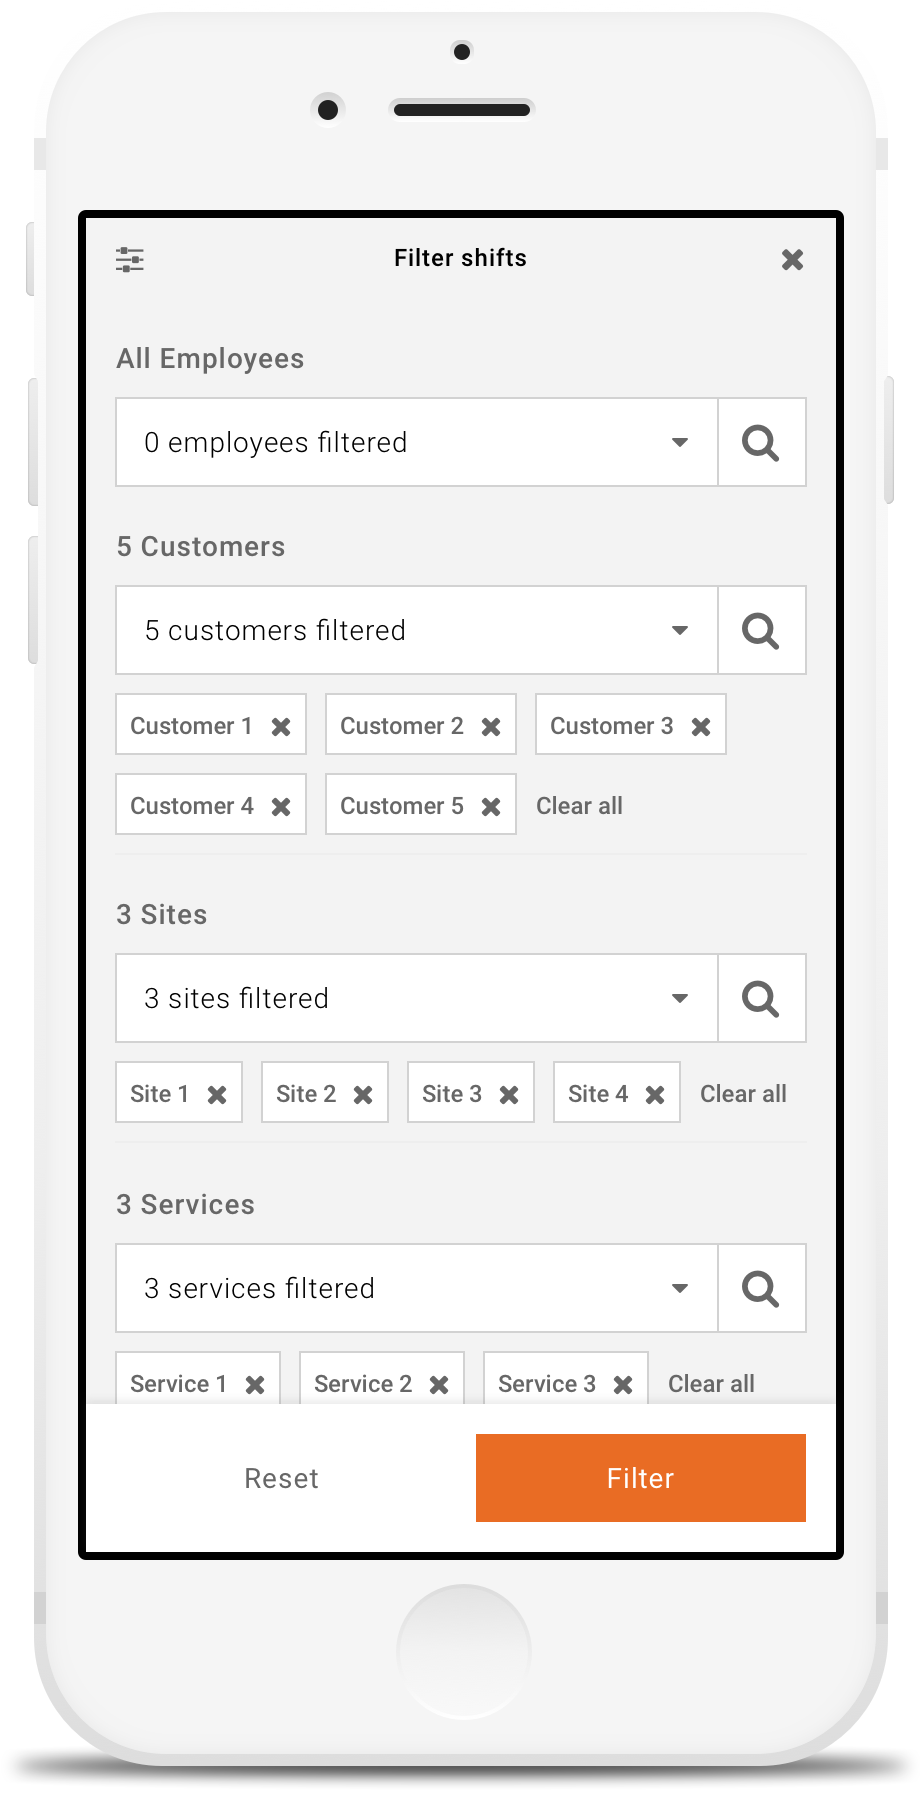 Filter shifts
All Employees
0 employees filtered
5 Customers
5 customers filtered
Customer 1 Customer 2 Customer 3
Customer 4 Customer 5 Clear all
3 Sites
3 sites filtered
Site 1 Site 2 Site 3 Site 4 Clear all
3 Services
3 services filtered
Service 1 Service 2 Service 3 Clear all
Reset Filter